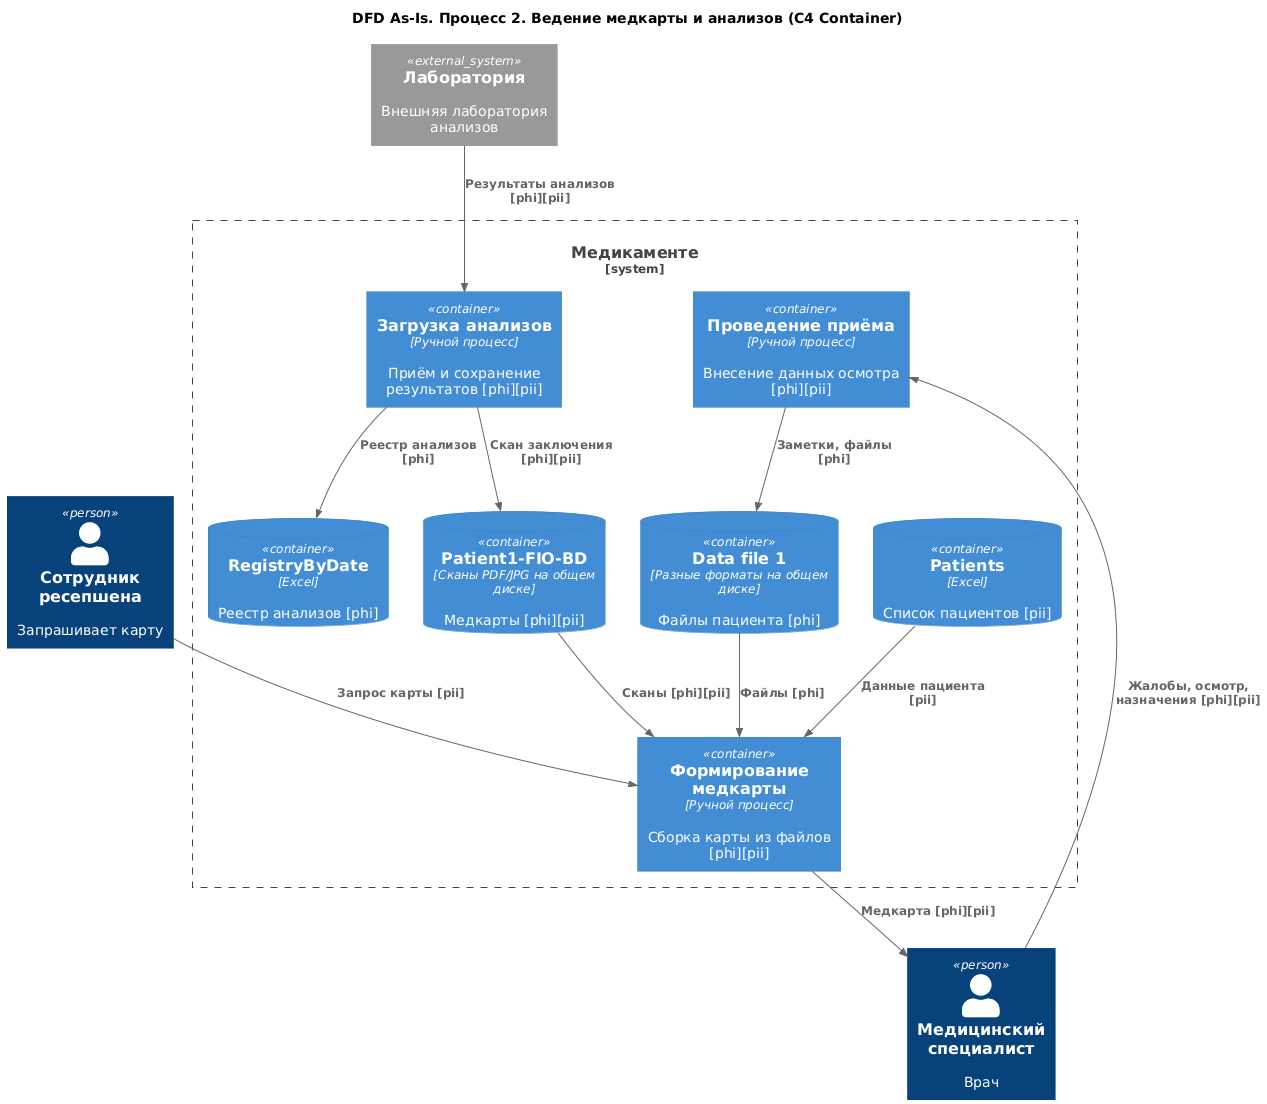 DFD As-Is. Процесс 2. Ведение медкарты и анализов (C4 Container)
«external_system»
Лаборатория
Внешняя лаборатория
анализов
Результаты анализов
[phi][pii]
Медикаменте
[system]
«container»
Загрузка анализов
[Ручной процесс]
Приём и сохранение
результатов [phi][pii]
«container»
Проведение приёма
[Ручной процесс]
Внесение данных осмотра
[phi][pii]
Реестр анализов
[phi]
Скан заключения
[phi][pii]
Заметки, файлы
[phi]
«person»
Сотрудник
ресепшена
Запрашивает карту
«container»
RegistryByDate
[Excel]
Реестр анализов [phi]
«container»
Patient1-FIO-BD
[Сканы PDF/JPG на общем
диске]
Медкарты [phi][pii]
«container»
Data file 1
[Разные форматы на общем
диске]
Файлы пациента [phi]
«container»
Patients
[Excel]
Список пациентов [pii]
Запрос карты [pii]
Сканы [phi][pii]
Файлы [phi]
Данные пациента
[pii]
Жалобы, осмотр,
назначения [phi][pii]
«container»
Формирование
медкарты
[Ручной процесс]
Сборка карты из файлов
[phi][pii]
Медкарта [phi][pii]
«person»
Медицинский
специалист
Врач